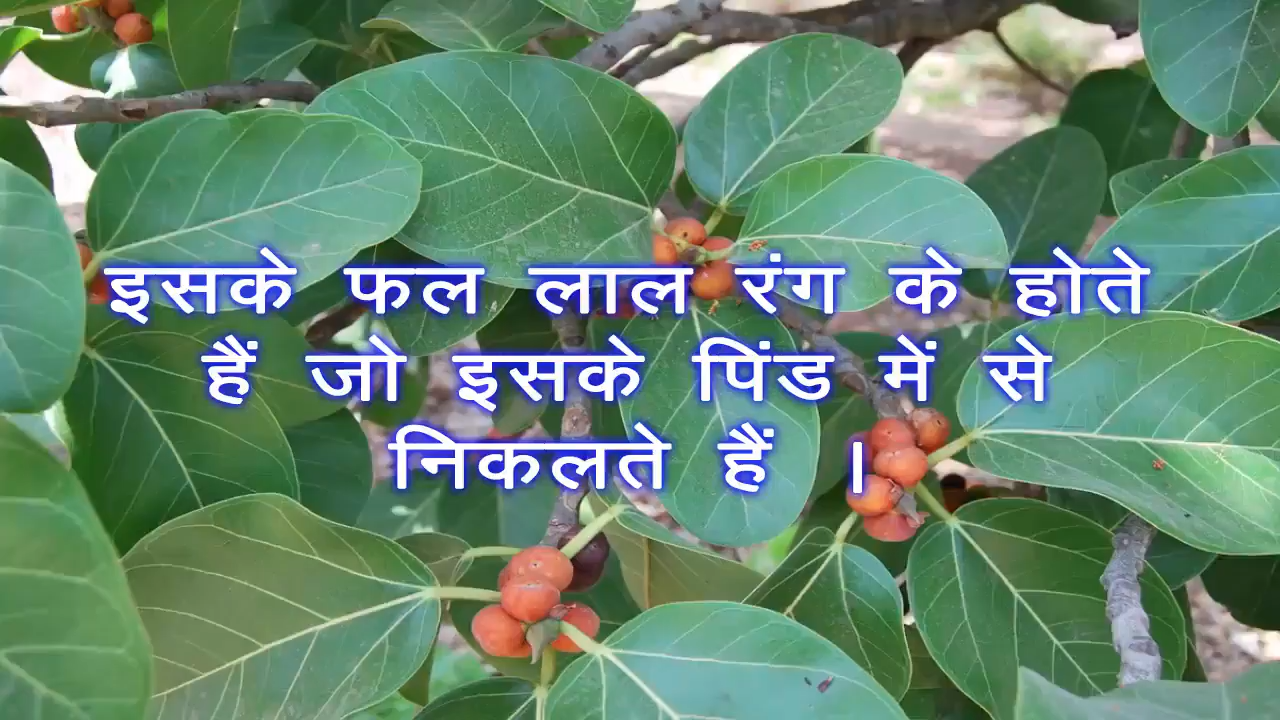 इसके फल लाल रंग के होते
हैं जो इसके पिंड में से
निकलते हैं ।